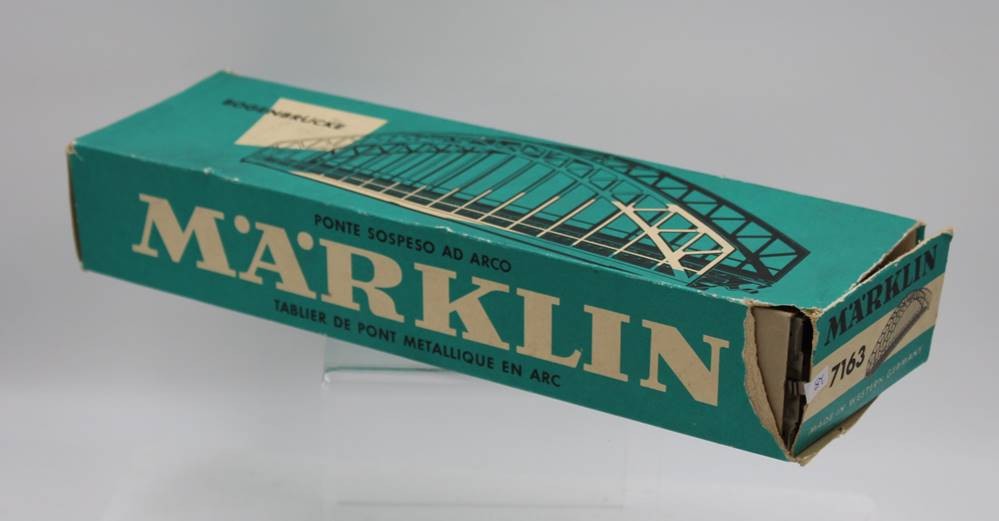 BOGENBRÜCKE
PONTE SOSPESO AD ARCO
MÄRKLIN
TABLIER DE PONT METALLIQUE EN ARC
MÄRKLIN
7163
MADE IN WESTERN GERMANY